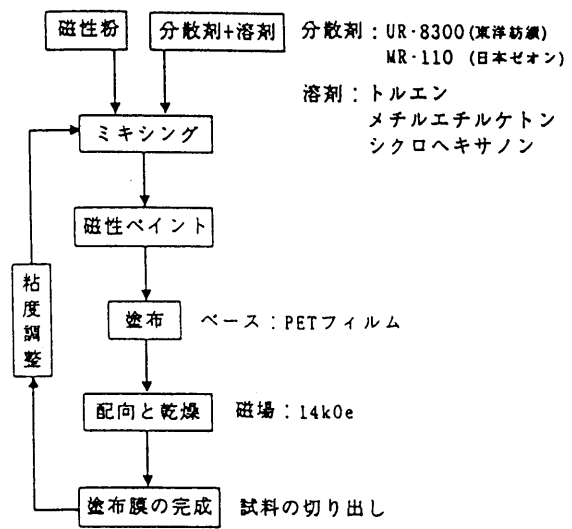 磁性粉
分散剤+溶剤
分散剤：UR-8300(東洋紡績)
MR-110 (日本ゼオン)
溶剤：トルエン
メチルエチルケトン
シクロヘキサノン
ミキシング
磁性ペイント
粘度調整
塗布
ベース：PETフィルム
配向と乾燥
磁場：14kOe
塗布膜の完成
試料の切り出し